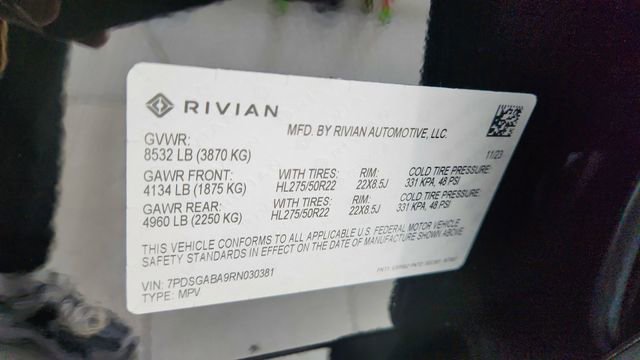 RIVIAN
MFD. BY RIVIAN AUTOMOTIVE, LLC.
11/23
GVWR:
8532 LB (3870 KG)
GAWR FRONT: WITH TIRES: RIM: COLD TIRE PRESSURE:
4134 LB (1875 KG) HL275/50R22 22X8.5J 331 KPA, 48 PSI
GAWR REAR: WITH TIRES: RIM: COLD TIRE PRESSURE:
4960 LB (2250 KG) HL275/50R22 22X8.5J 331 KPA, 48 PSI
THIS VEHICLE CONFORMS TO ALL APPLICABLE U.S. FEDERAL MOTOR VEHICLE
SAFETY STANDARDS IN EFFECT ON THE DATE OF MANUFACTURE SHOWN ABOVE
VIN: 7PDSGABA9RN030381
TYPE: MPV